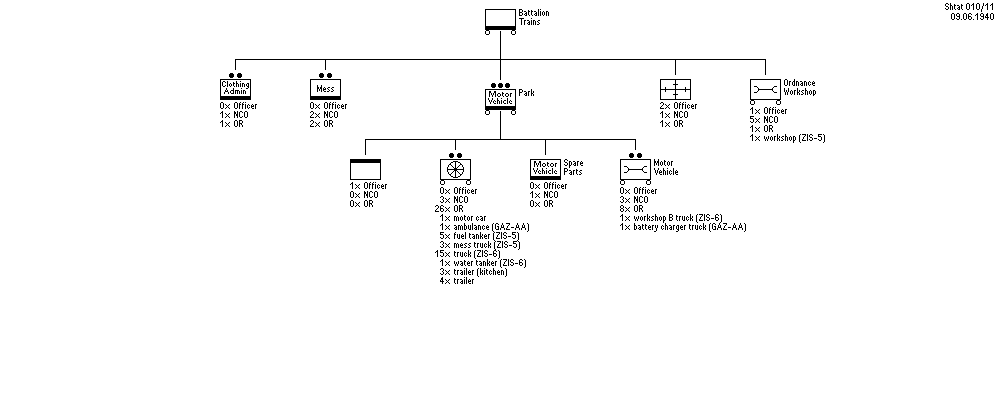 Shtat 010/11
09.06.1940
Battalion
Trains
Clothing
Admin
0× Officer
1× NCO
1× OR
Mess
0× Officer
2× NCO
2× OR
Motor
Vehicle
Park
2× Officer
1× NCO
1× OR
Ordnance
Workshop
1× Officer
5× NCO
1× OR
1× workshop (ZIS-5)
1× Officer
0× NCO
0× OR
0× Officer
3× NCO
26× OR
1× motor car
1× ambulance (GAZ-AA)
5× fuel tanker (ZIS-5)
3× mess truck (ZIS-5)
15× truck (ZIS-6)
1× water tanker (ZIS-6)
3× trailer (kitchen)
4× trailer
Motor
Vehicle
Spare
Parts
0× Officer
1× NCO
0× OR
Motor
Vehicle
0× Officer
3× NCO
8× OR
1× workshop B truck (ZIS-6)
1× battery charger truck (GAZ-AA)